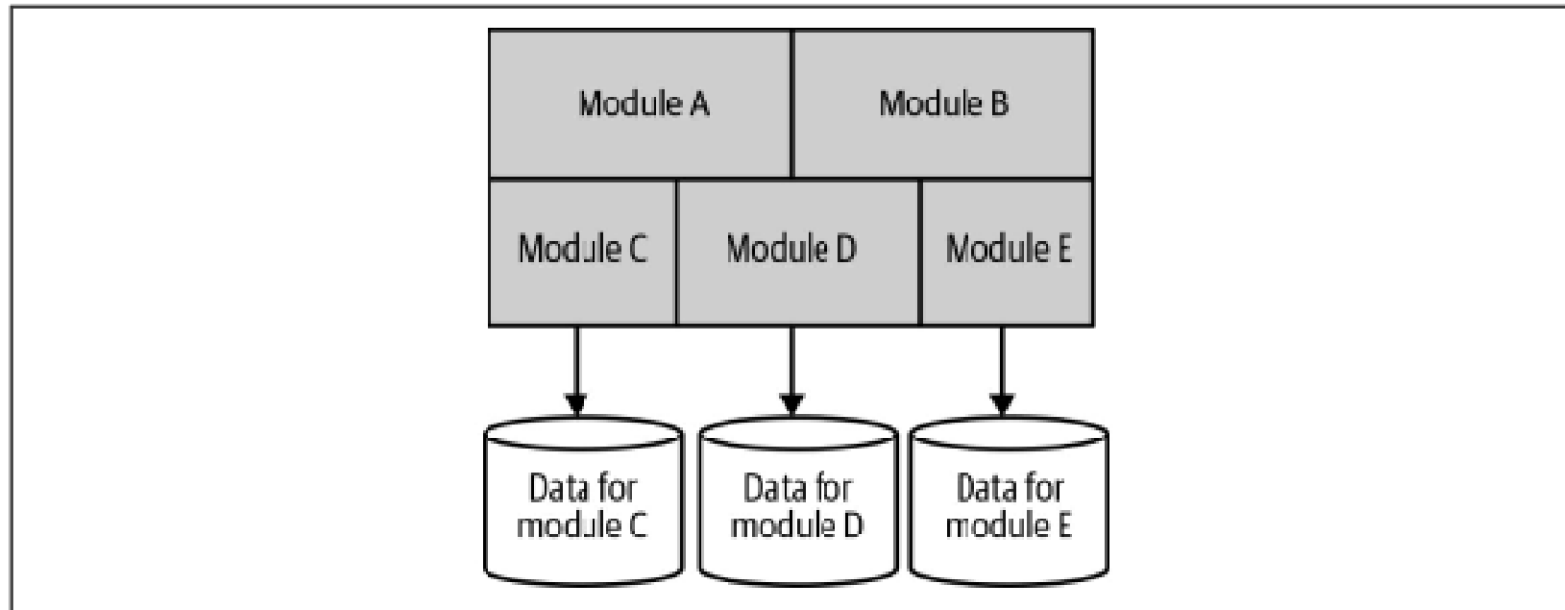 Module A
Module B
Module C
Module D
Module E
Data for
module C
Data for
module D
Data for
module E